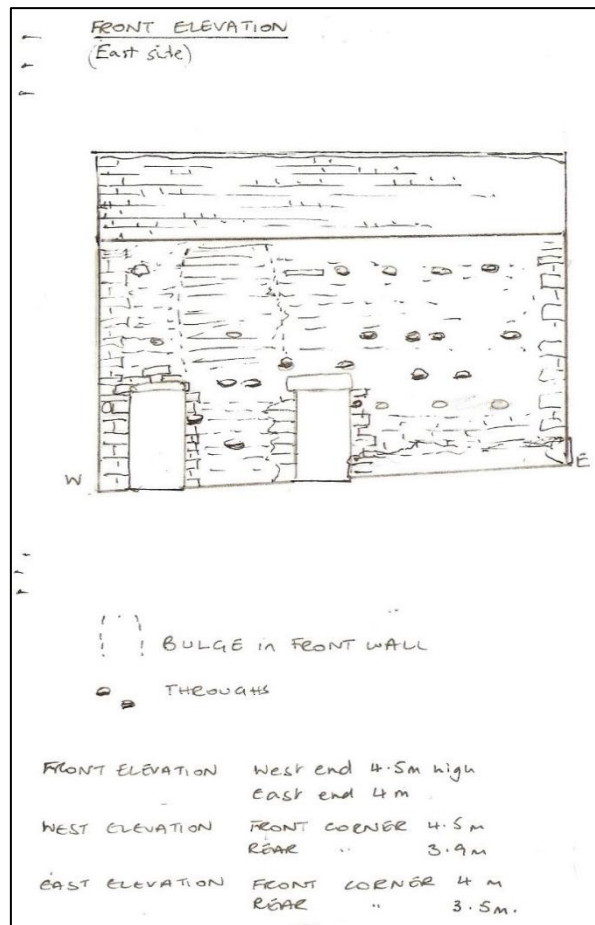 FRONT ELEVATION
(East side)
W
E
BULGE in FRONT WALL
THROUGHS
FRONT ELEVATION West end 4.5m high
East end 4m
WEST ELEVATION FRONT CORNER 4.5m
REAR " 3.9m
EAST ELEVATION FRONT CORNER 4 m
REAR " 3.5m.